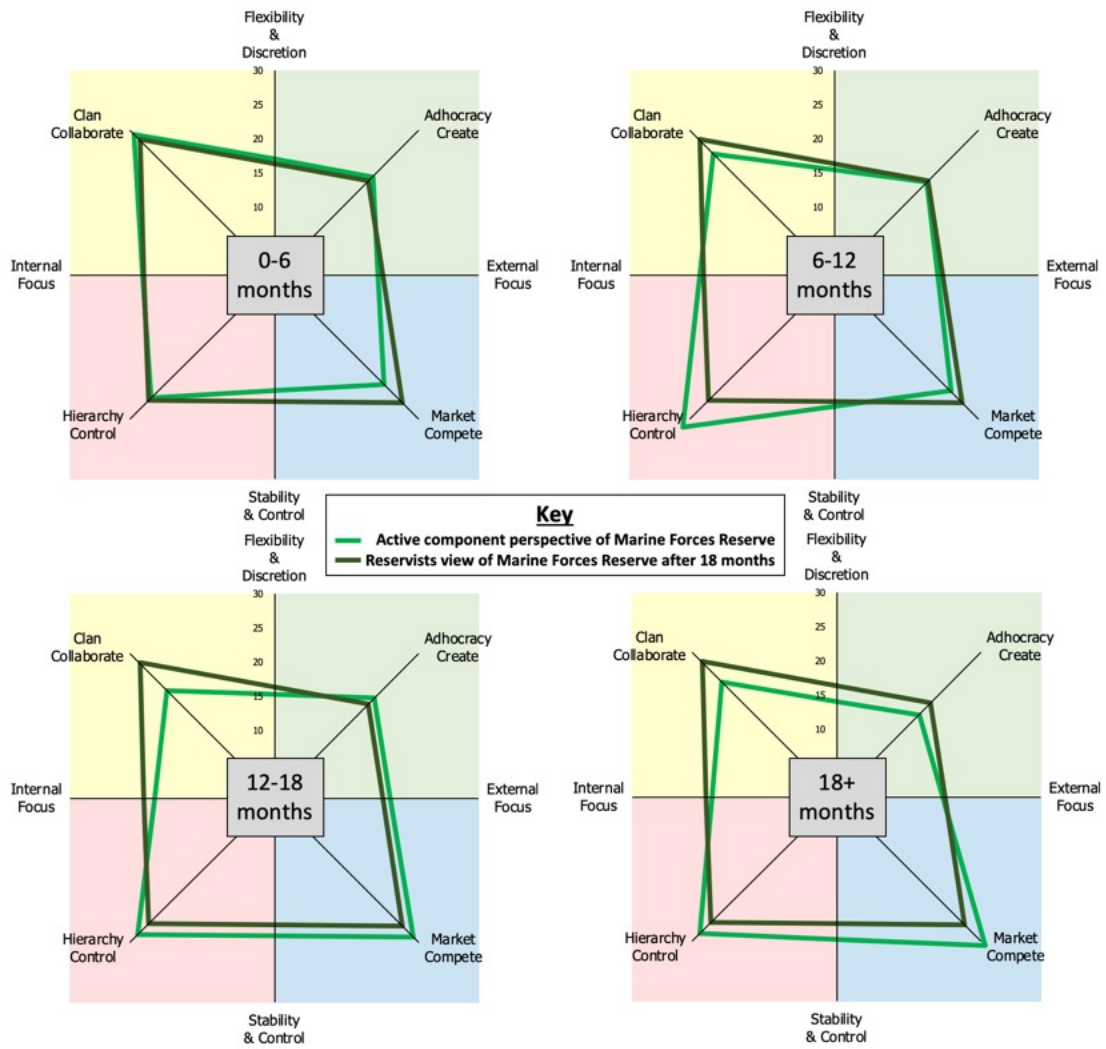 Flexibility
&
Discretion
30
25
20
15
10
Clan
Collaborate
Adhocracy
Create
Internal
Focus
0-6
months
External
Focus
Hierarchy
Control
Market
Compete
Stability
& Control
Flexibility
&
Discretion
30
25
20
15
10
Clan
Collaborate
Adhocracy
Create
Internal
Focus
6-12
months
External
Focus
Hierarchy
Control
Market
Compete
Stability
& Control
Key
Active component perspective of Marine Forces Reserve
Reservists view of Marine Forces Reserve after 18 months
Flexibility
&
Discretion
30
25
20
15
10
Clan
Collaborate
Adhocracy
Create
Internal
Focus
12-18
months
External
Focus
Hierarchy
Control
Market
Compete
Stability
& Control
Flexibility
&
Discretion
30
25
20
15
10
Clan
Collaborate
Adhocracy
Create
Internal
Focus
18+
months
External
Focus
Hierarchy
Control
Market
Compete
Stability
& Control